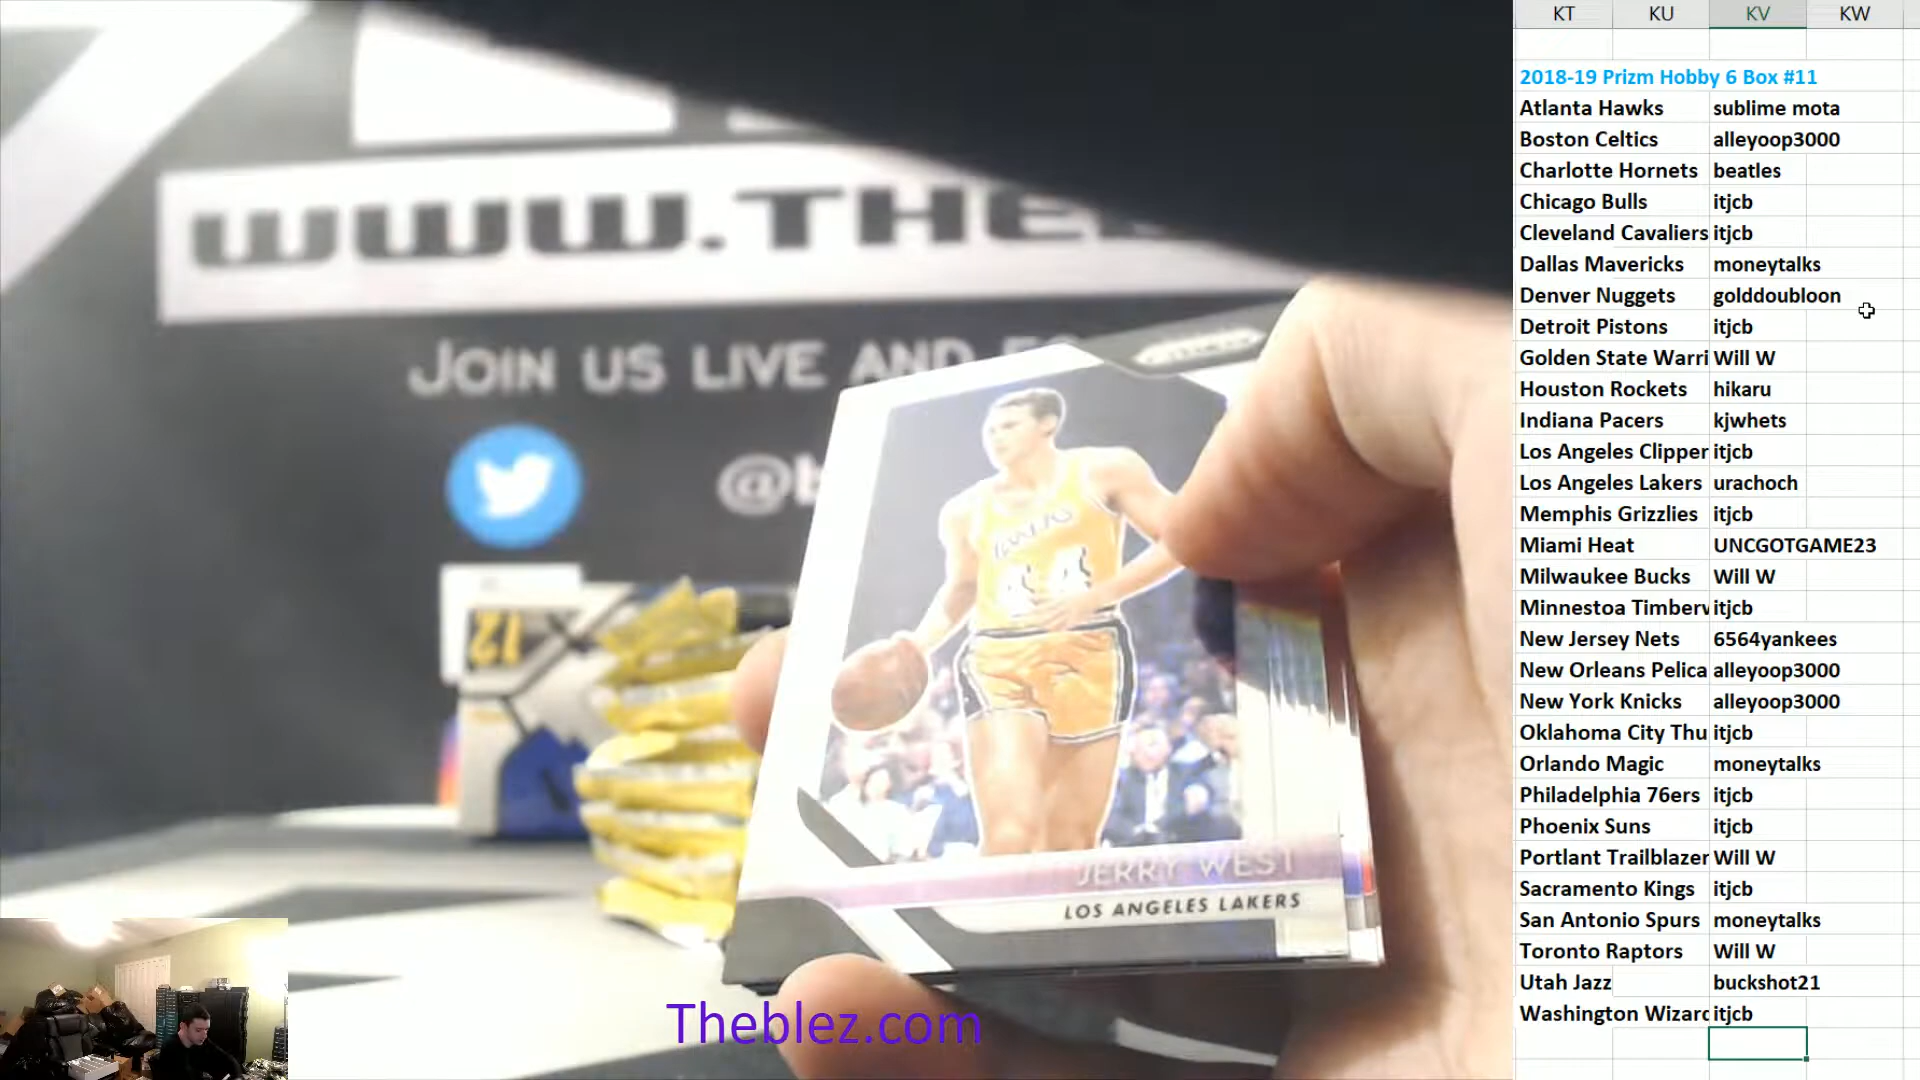 WWW.THE
JOIN US LIVE AND
@b
12
44
JERRY WEST
LOS ANGELES LAKERS
Theblez.com
KT KU KV KW
2018-19 Prizm Hobby 6 Box #11
Atlanta Hawks sublime mota
Boston Celtics alleyoop3000
Charlotte Hornets beatles
Chicago Bulls itjcb
Cleveland Cavaliers itjcb
Dallas Mavericks moneytalks
Denver Nuggets golddoubloon
Detroit Pistons itjcb
Golden State Warri Will W
Houston Rockets hikaru
Indiana Pacers kjwhets
Los Angeles Clipper itjcb
Los Angeles Lakers urachoch
Memphis Grizzlies itjcb
Miami Heat UNCGOTGAME23
Milwaukee Bucks Will W
Minnestoa Timberv itjcb
New Jersey Nets 6564yankees
New Orleans Pelica alleyoop3000
New York Knicks alleyoop3000
Oklahoma City Thu itjcb
Orlando Magic moneytalks
Philadelphia 76ers itjcb
Phoenix Suns itjcb
Portlant Trailblazer Will W
Sacramento Kings itjcb
San Antonio Spurs moneytalks
Toronto Raptors Will W
Utah Jazz buckshot21
Washington Wizard itjcb